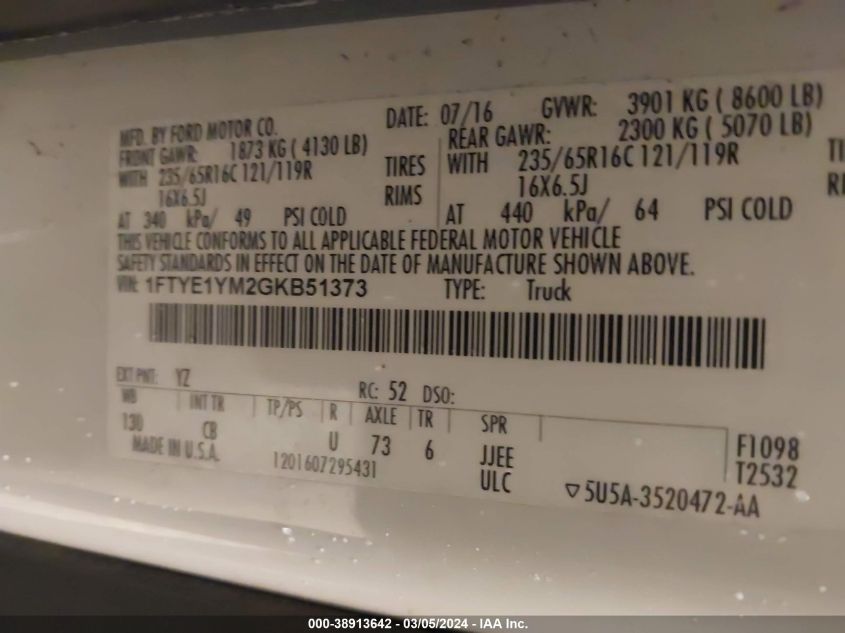 MFD. BY FORD MOTOR CO. DATE: 07/16 GVWR: 3901 KG ( 8600 LB)
FRONT GAWR: 1873 KG ( 4130 LB) REAR GAWR: 2300 KG ( 5070 LB)
WITH 235/65R16C 121/119R TIRES WITH 235/65R16C 121/119R TI
16X6.5J RIMS 16X6.5J RI
AT 340 kPa/ 49 PSI COLD AT 440 kPa/ 64 PSI COLD
THIS VEHICLE CONFORMS TO ALL APPLICABLE FEDERAL MOTOR VEHICLE
SAFETY STANDARDS IN EFFECT ON THE DATE OF MANUFACTURE SHOWN ABOVE.
VIN: 1FTYE1YM2GKB51373 TYPE: Truck
EXT PNT: YZ RC: 52 DSO:
WB INT TR TP/PS R AXLE TR SPR
130 CB U 73 6 JJEE F1098
MADE IN U.S.A. 1201607295431 ULC T2532
▽5U5A-3520472-AA
000-38913642 - 03/05/2024 - IAA Inc.